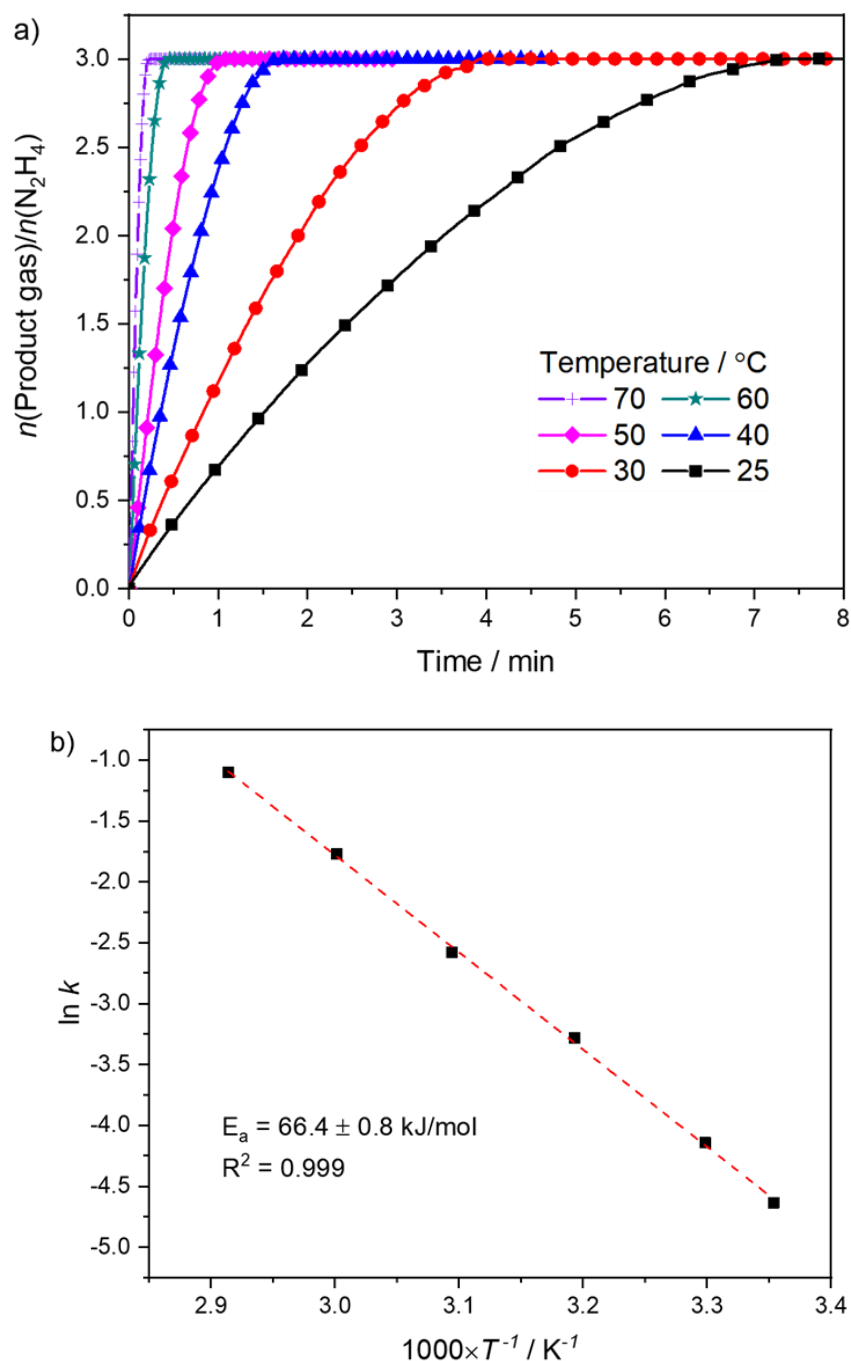 a)
3.0
2.5
2.0
1.5
1.0
0.5
0.0
n(Product gas)/n(N₂H₄)
Temperature / °C
70 60
50 40
30 25
0 1 2 3 4 5 6 7 8
Time / min
b)
-1.0
-1.5
-2.0
-2.5
-3.0
-3.5
-4.0
-4.5
-5.0
ln k
Eₐ = 66.4 ± 0.8 kJ/mol
R² = 0.999
2.9 3.0 3.1 3.2 3.3 3.4
1000×T⁻¹ / K⁻¹